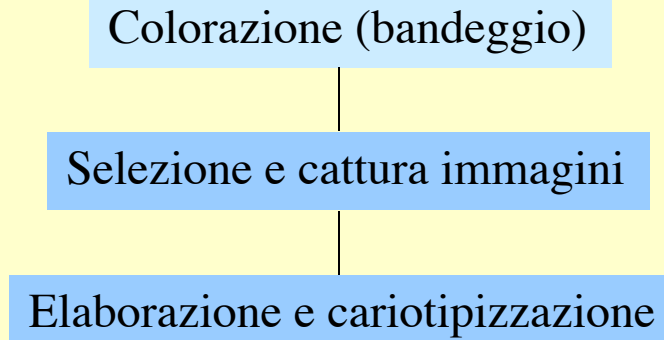 Colorazione (bandeggio)
Selezione e cattura immagini
Elaborazione e cariotipizzazione